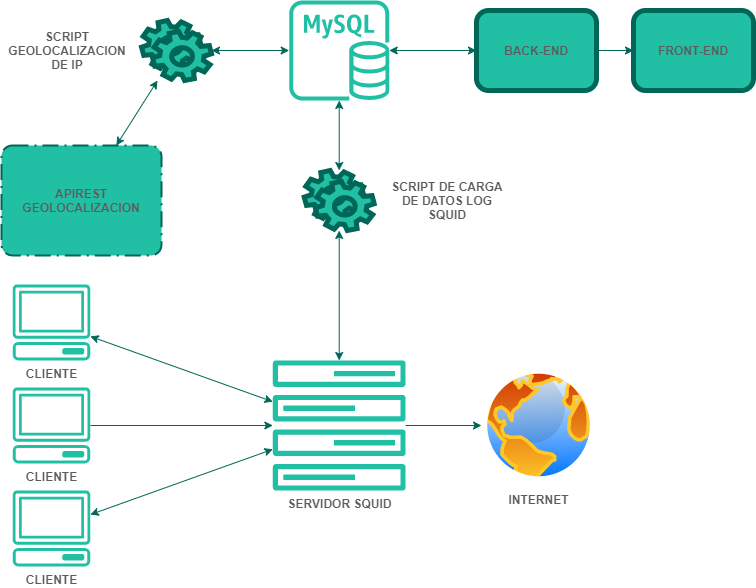 SCRIPT
GEOLOCALIZACION
DE IP
MySQL
BACK-END
FRONT-END
APIREST
GEOLOCALIZACION
SCRIPT DE CARGA
DE DATOS LOG
SQUID
CLIENTE
CLIENTE
CLIENTE
SERVIDOR SQUID
INTERNET